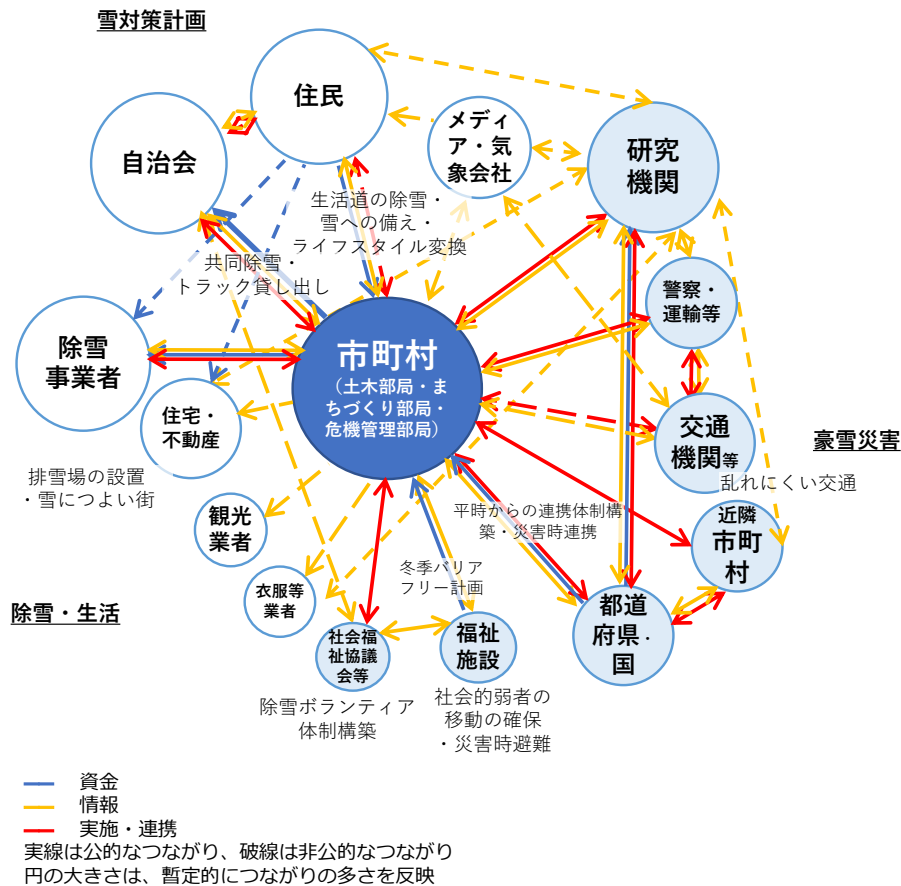 雪対策計画
住民
自治会
メディ
ア・気
象会社
研究
機関
生活道の除雪・
雪への備え・
ライフスタイル変換
共同除雪・
トラック貸し出し
警察・
運輸等
除雪
事業者
市町村
（土木部局・ま
ちづくり部局・
危機管理部局）
住宅・
不動産
交通
機関等
豪雪災害
排雪場の設置
・雪につよい街
乱れにくい交通
観光
業者
平時からの連携体制構
築・災害時連携
近隣
市町
村
冬季バリア
フリー計画
衣服等
業者
除雪・生活
社会福
祉協議
会等
福祉
施設
都道
府県・
国
除雪ボランティア
体制構築
社会的弱者の
移動の確保
・災害時避難
資金
情報
実施・連携
実線は公的なつながり、破線は非公的なつながり
円の大きさは、暫定的につながりの多さを反映